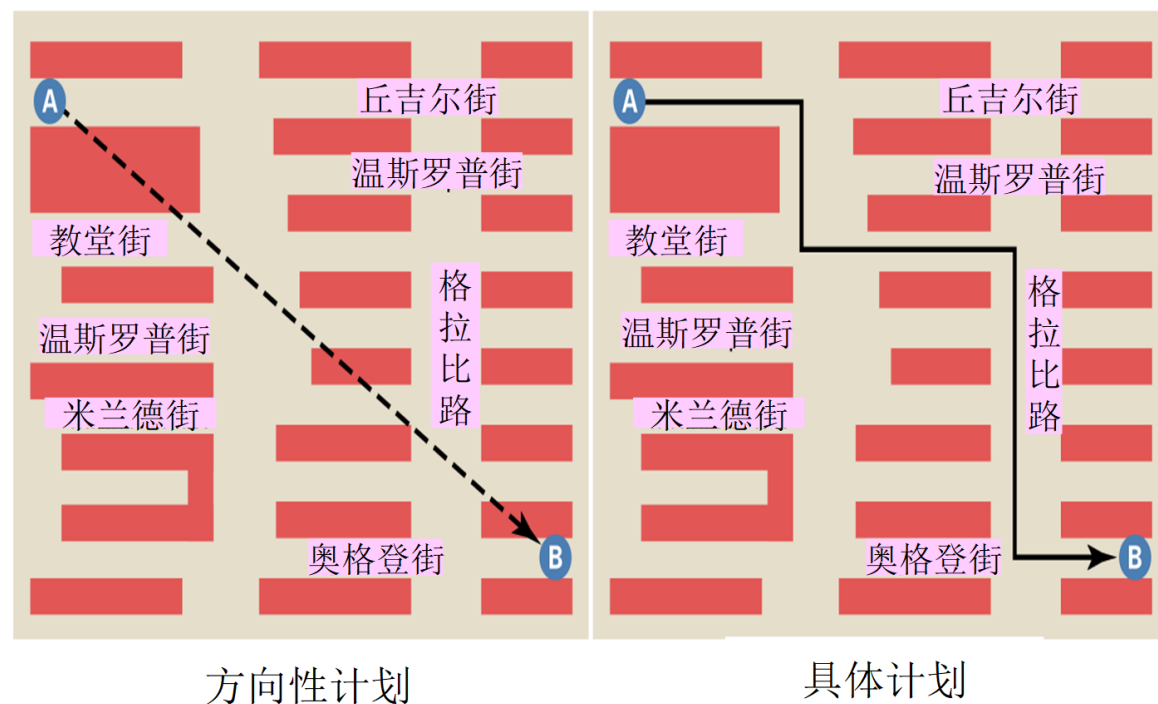 A
丘吉尔街
温斯罗普街
教堂街
格拉比路
温斯罗普街
米兰德街
奥格登街
B
方向性计划
A
丘吉尔街
温斯罗普街
教堂街
格拉比路
温斯罗普街
米兰德街
奥格登街
B
具体计划